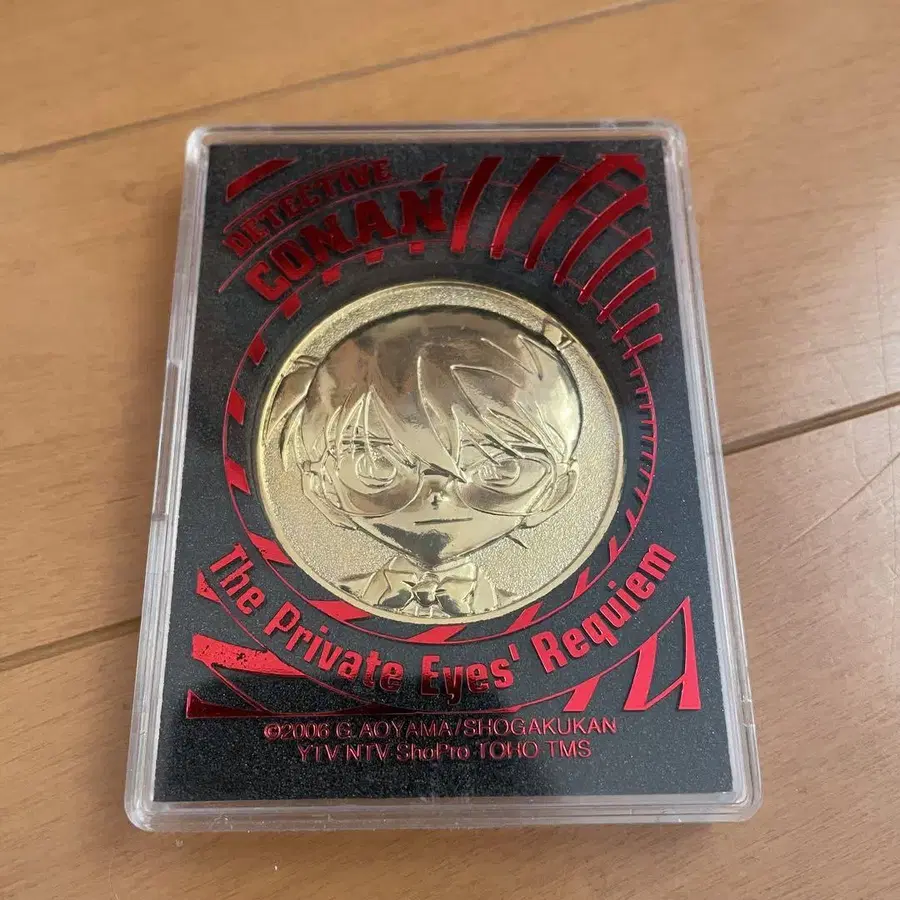 DETECTIVE
CONAN
The Private Eyes' Requiem
©2006 G.AOYAMA/SHOGAKUKAN
YTV·NTV·ShoPro·TOHO·TMS